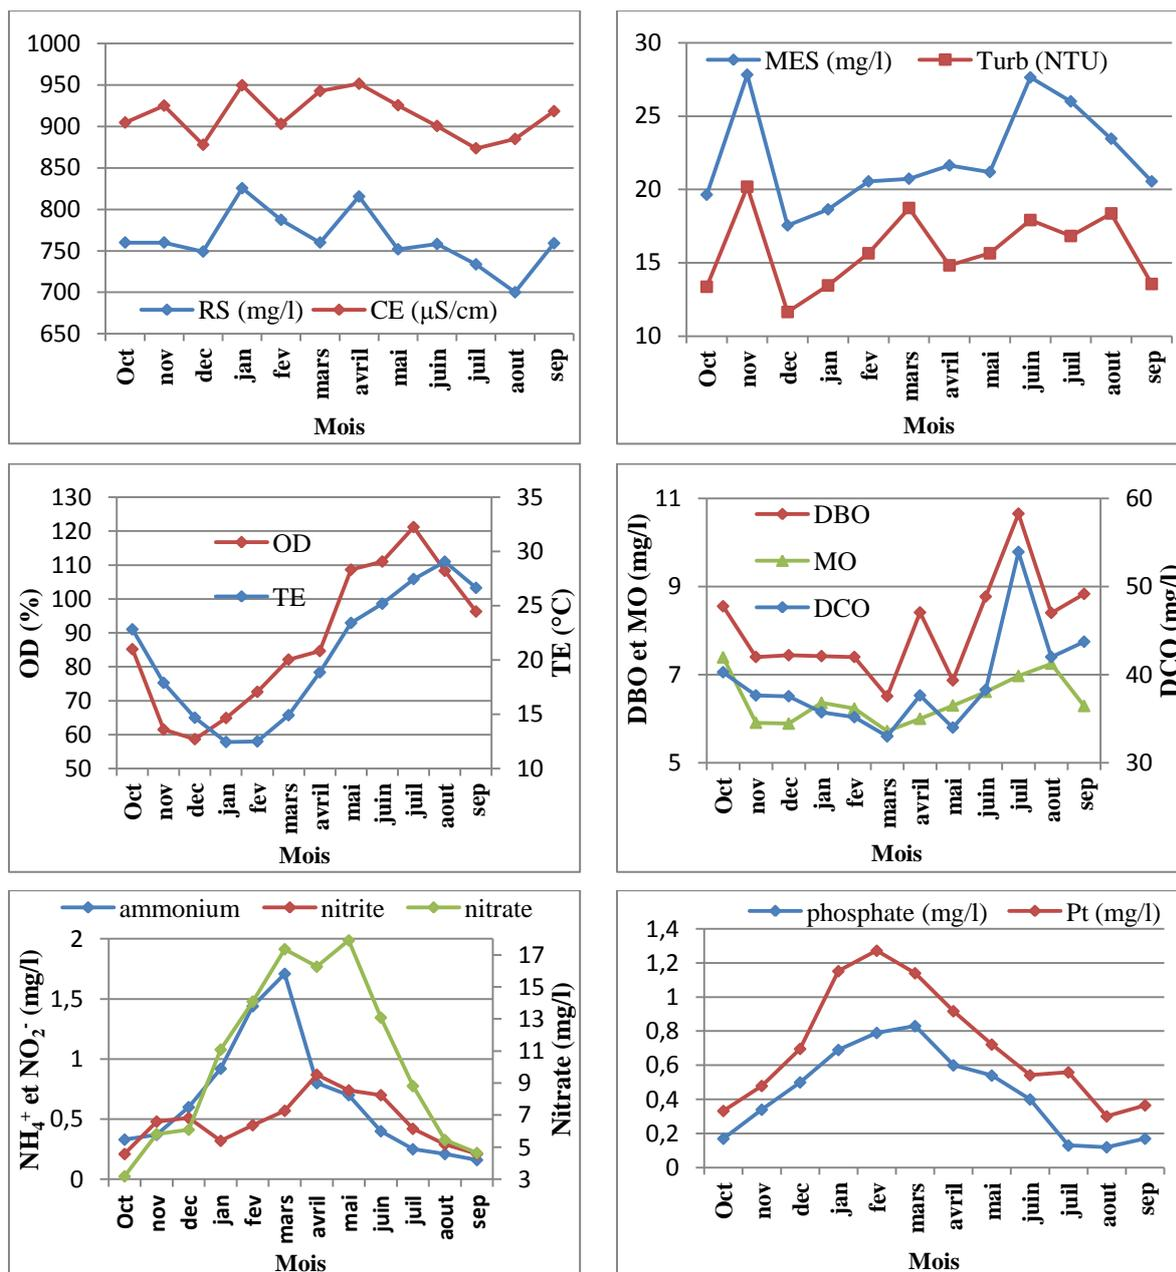 1000
950
900
850
800
750
700
650
RS (mg/l) CE (µS/cm)
Oct nov dec jan fev mars avril mai juin juil aout sep
Mois
30
25
20
15
10
MES (mg/l) Turb (NTU)
Oct nov dec jan fev mars avril mai juin juil aout sep
Mois
OD (%)
130
120
110
100
90
80
70
60
50
OD
TE
35
30
25
20
15
10
TE (°C)
Oct nov dec jan fev mars avril mai juin juil aout sep
Mois
DBO et MO (mg/l)
11
9
7
5
DBO
MO
DCO
60
50
40
30
DCO (mg/l)
Oct nov dec jan fev mars avril mai juin juil aout sep
Mois
ammonium nitrite nitrate
NH₄⁺ et NO₂⁻ (mg/l)
2
1,5
1
0,5
0
17
15
13
11
9
7
5
3
Nitrate (mg/l)
Oct nov dec jan fev mars avril mai juin juil aout sep
Mois
phosphate (mg/l) Pt (mg/l)
1,4
1,2
1
0,8
0,6
0,4
0,2
0
Oct nov dec jan fev mars avril mai juin juil aout sep
Mois